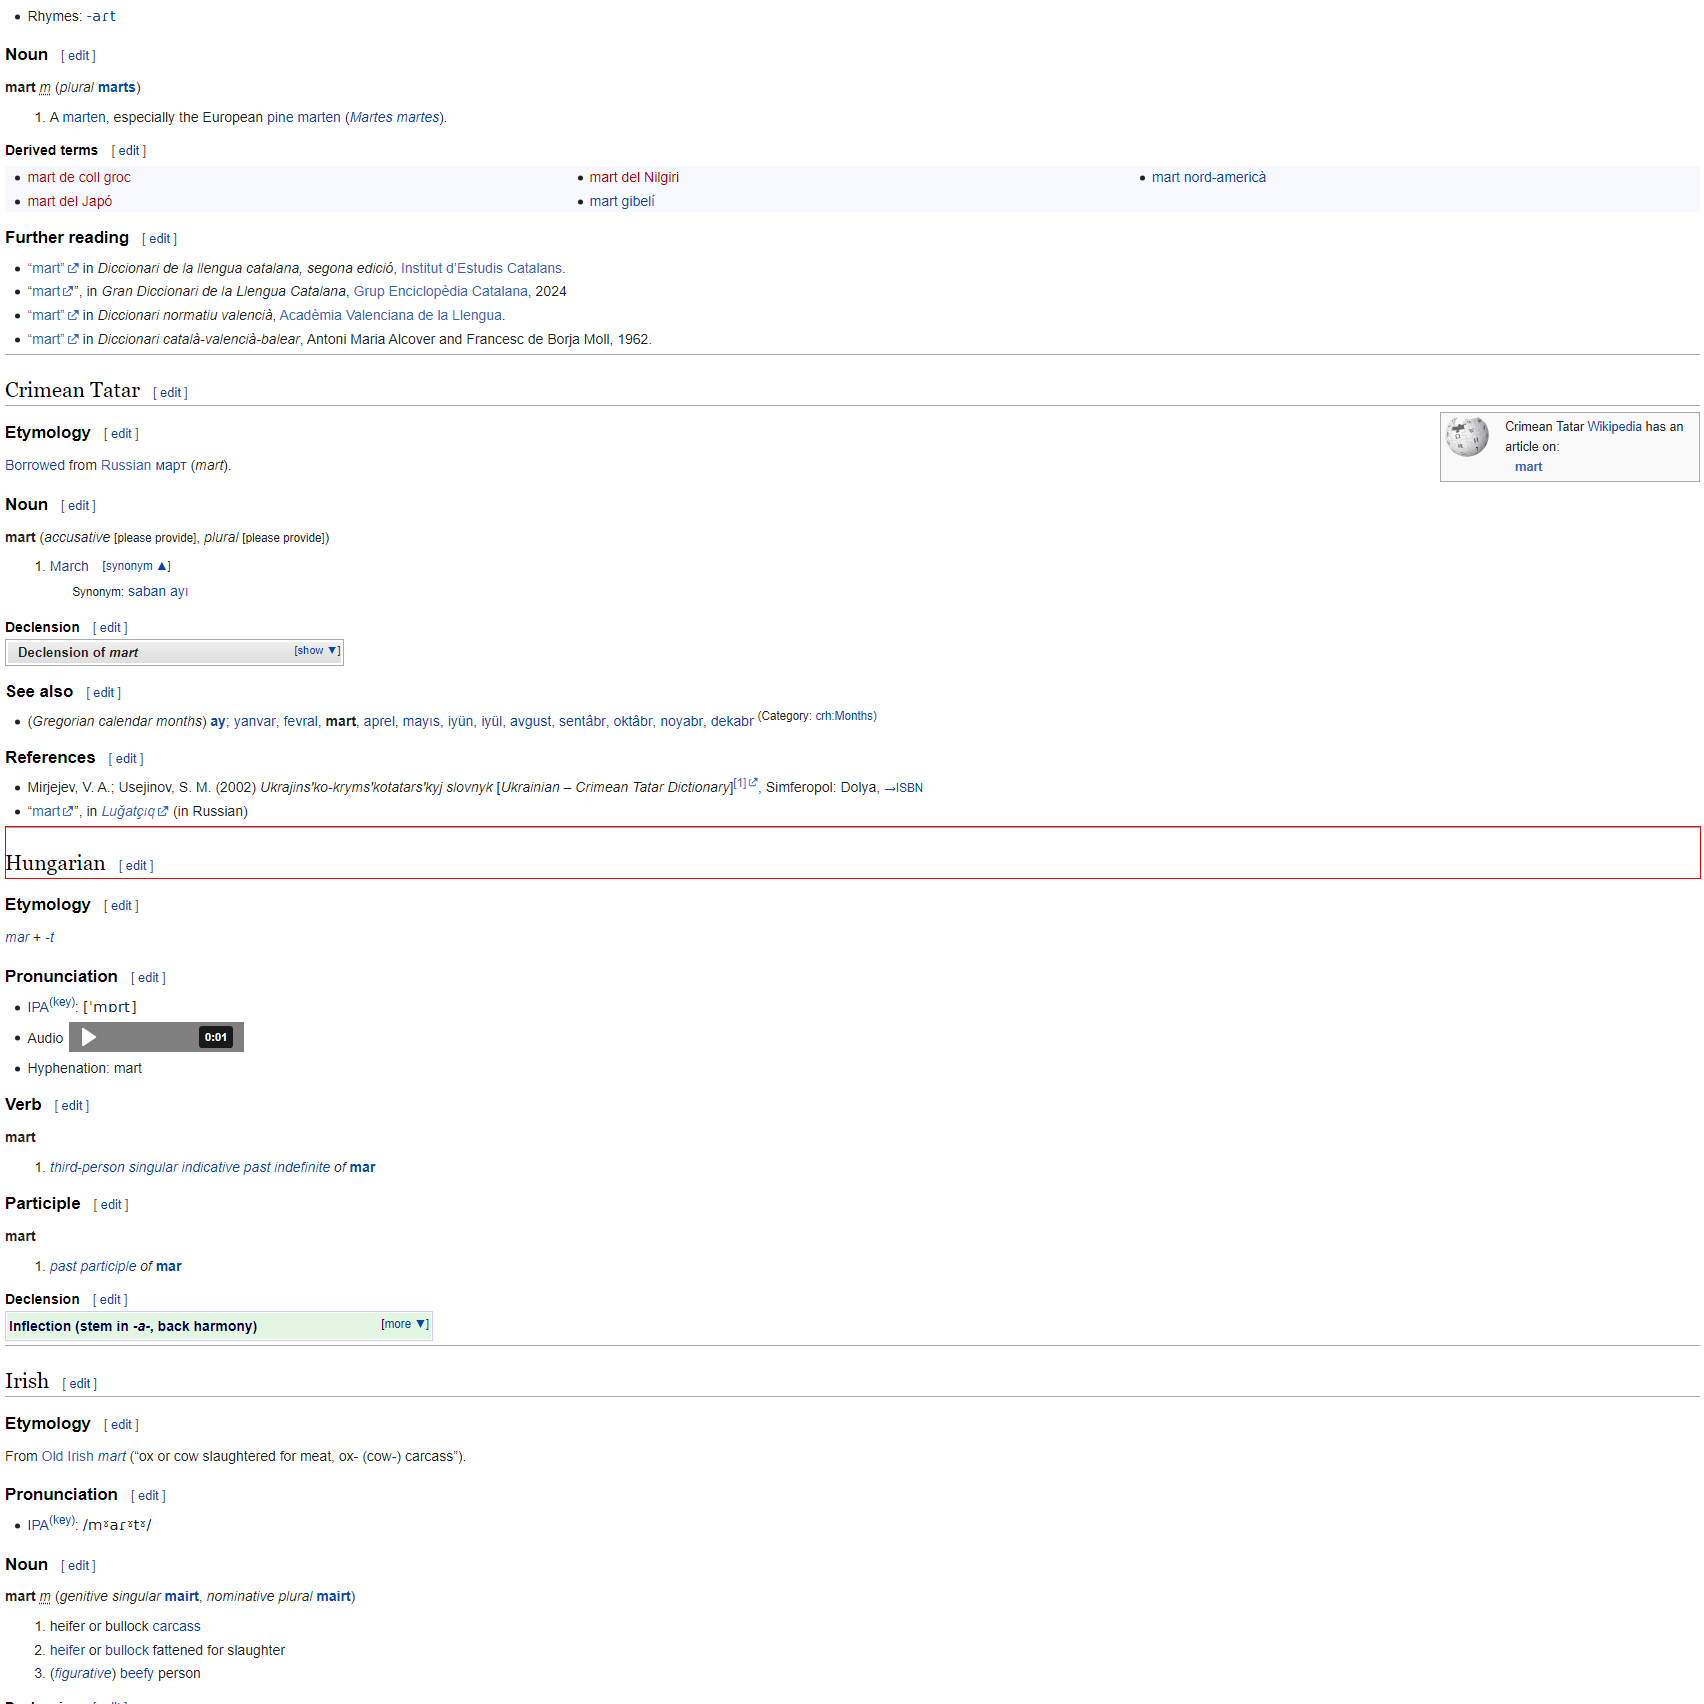 Rhymes: -aɾt
Noun [ edit ]
mart m (plural marts)
1. A marten, especially the European pine marten (Martes martes).
Derived terms [ edit ]
mart de coll groc
mart del Japó
mart del Nilgiri
mart gibelí
mart nord-americà
Further reading [ edit ]
“mart” in Diccionari de la llengua catalana, segona edició, Institut d’Estudis Catalans.
“mart”, in Gran Diccionari de la Llengua Catalana, Grup Enciclopèdia Catalana, 2024
“mart” in Diccionari normatiu valencià, Acadèmia Valenciana de la Llengua.
“mart” in Diccionari català-valencià-balear, Antoni Maria Alcover and Francesc de Borja Moll, 1962.
Crimean Tatar [ edit ]
Etymology [ edit ]
Crimean Tatar Wikipedia has an
article on:
mart
Borrowed from Russian март (mart).
Noun [ edit ]
mart (accusative [please provide], plural [please provide])
1. March [synonym ▲]
Synonym: saban ayı
Declension [ edit ]
Declension of mart [show ▼]
See also [ edit ]
(Gregorian calendar months) ay; yanvar, fevral, mart, aprel, mayıs, iyün, iyül, avgust, sentâbr, oktâbr, noyabr, dekabr (Category: crh:Months)
References [ edit ]
Mirjejev, V. A.; Usejinov, S. M. (2002) Ukrajinsʹko-krymsʹkotatarsʹkyj slovnyk [Ukrainian – Crimean Tatar Dictionary][1], Simferopol: Dolya, →ISBN
“mart”, in Luğatçıq (in Russian)
Hungarian [ edit ]
Etymology [ edit ]
mar + -t
Pronunciation [ edit ]
IPA(key): [ˈmɒrt]
Audio 0:01
Hyphenation: mart
Verb [ edit ]
mart
1. third-person singular indicative past indefinite of mar
Participle [ edit ]
mart
1. past participle of mar
Declension [ edit ]
Inflection (stem in -a-, back harmony) [more ▼]
Irish [ edit ]
Etymology [ edit ]
From Old Irish mart (“ox or cow slaughtered for meat, ox- (cow-) carcass”).
Pronunciation [ edit ]
IPA(key): /mˠaɾˠtˠ/
Noun [ edit ]
mart m (genitive singular mairt, nominative plural mairt)
1. heifer or bullock carcass
2. heifer or bullock fattened for slaughter
3. (figurative) beefy person